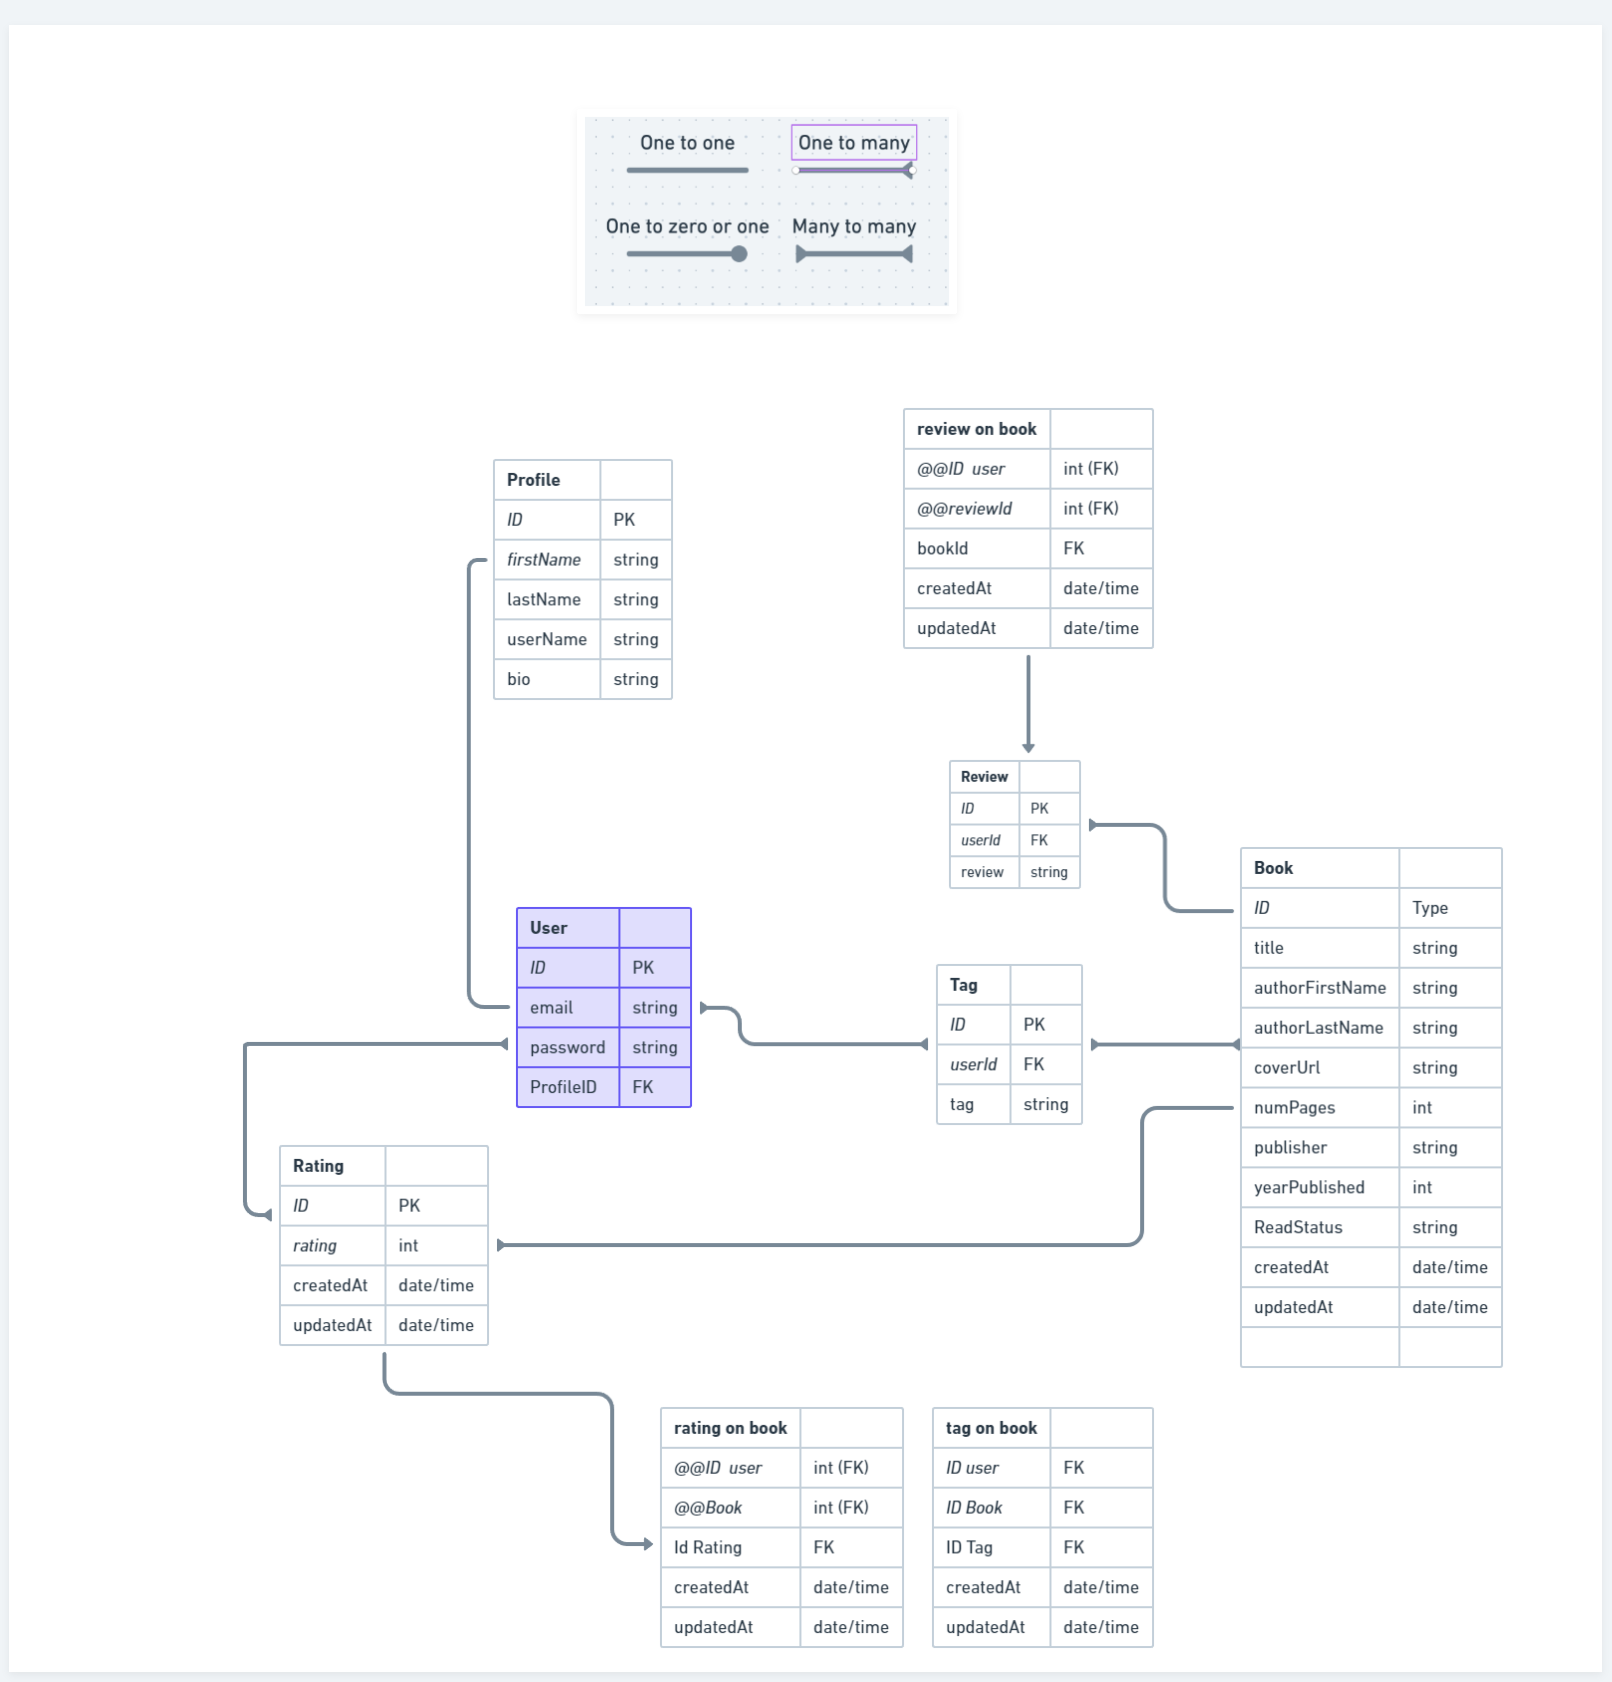 One to one
One to many
One to zero or one
Many to many
review on book
@@ID user int (FK)
@@reviewId int (FK)
bookId FK
createdAt date/time
updatedAt date/time
Profile
ID PK
firstName string
lastName string
userName string
bio string
Review
ID PK
userId FK
review string
Book
ID Type
title string
authorFirstName string
authorLastName string
coverUrl string
numPages int
publisher string
yearPublished int
ReadStatus string
createdAt date/time
updatedAt date/time
User
ID PK
email string
password string
ProfileID FK
Tag
ID PK
userId FK
tag string
Rating
ID PK
rating int
createdAt date/time
updatedAt date/time
rating on book
@@ID user int (FK)
@@Book int (FK)
Id Rating FK
createdAt date/time
updatedAt date/time
tag on book
ID user FK
ID Book FK
ID Tag FK
createdAt date/time
updatedAt date/time